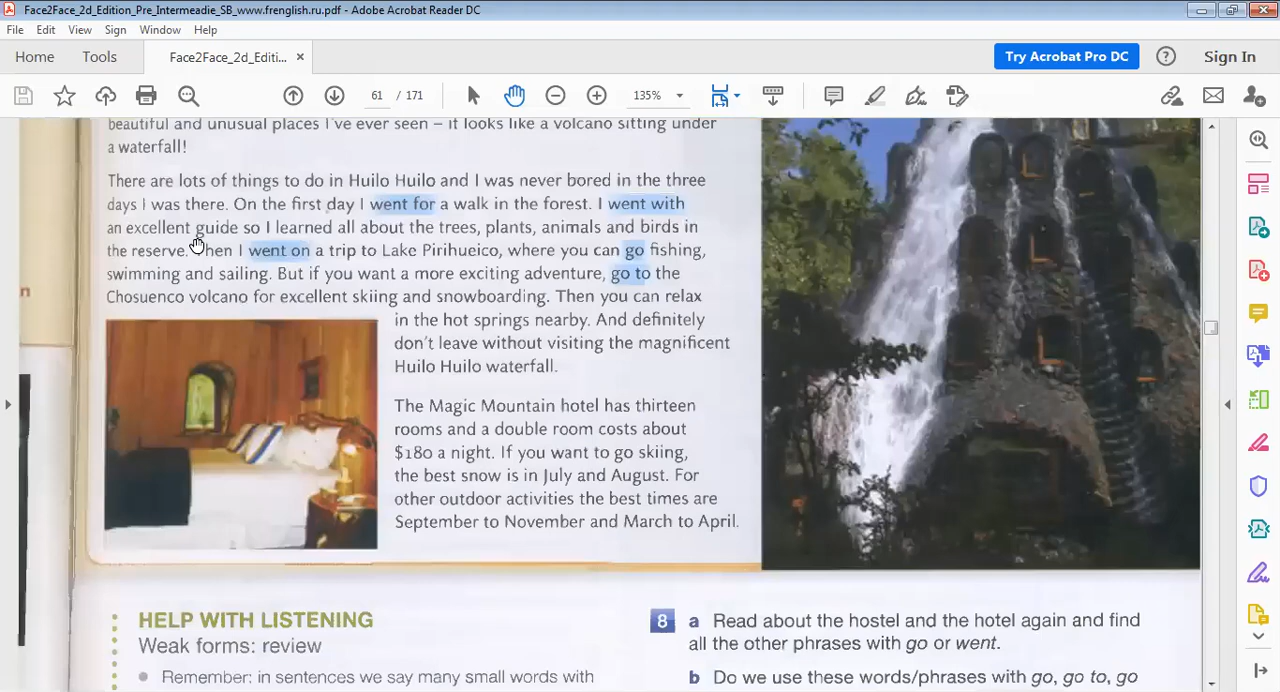 Face2Face_2d_Edition_Pre_Intermeadie_SB_www.frenglish.ru.pdf - Adobe Acrobat Reader DC
File Edit View Sign Window Help
Home Tools Face2Face_2d_Editi... × Try Acrobat Pro DC ? Sign In
61 / 171 135%
beautiful and unusual places I've ever seen – it looks like a volcano sitting under
a waterfall!
There are lots of things to do in Huilo Huilo and I was never bored in the three
days I was there. On the first day I went for a walk in the forest. I went with
an excellent guide so I learned all about the trees, plants, animals and birds in
the reserve. Then I went on a trip to Lake Pirihueico, where you can go fishing,
swimming and sailing. But if you want a more exciting adventure, go to the
Chosuenco volcano for excellent skiing and snowboarding. Then you can relax
in the hot springs nearby. And definitely
don't leave without visiting the magnificent
Huilo Huilo waterfall.
The Magic Mountain hotel has thirteen
rooms and a double room costs about
$180 a night. If you want to go skiing,
the best snow is in July and August. For
other outdoor activities the best times are
September to November and March to April.
n
HELP WITH LISTENING
Weak forms: review
• Remember: in sentences we say many small words with
8 a Read about the hostel and the hotel again and find
all the other phrases with go or went.
b Do we use these words/phrases with go, go to, go